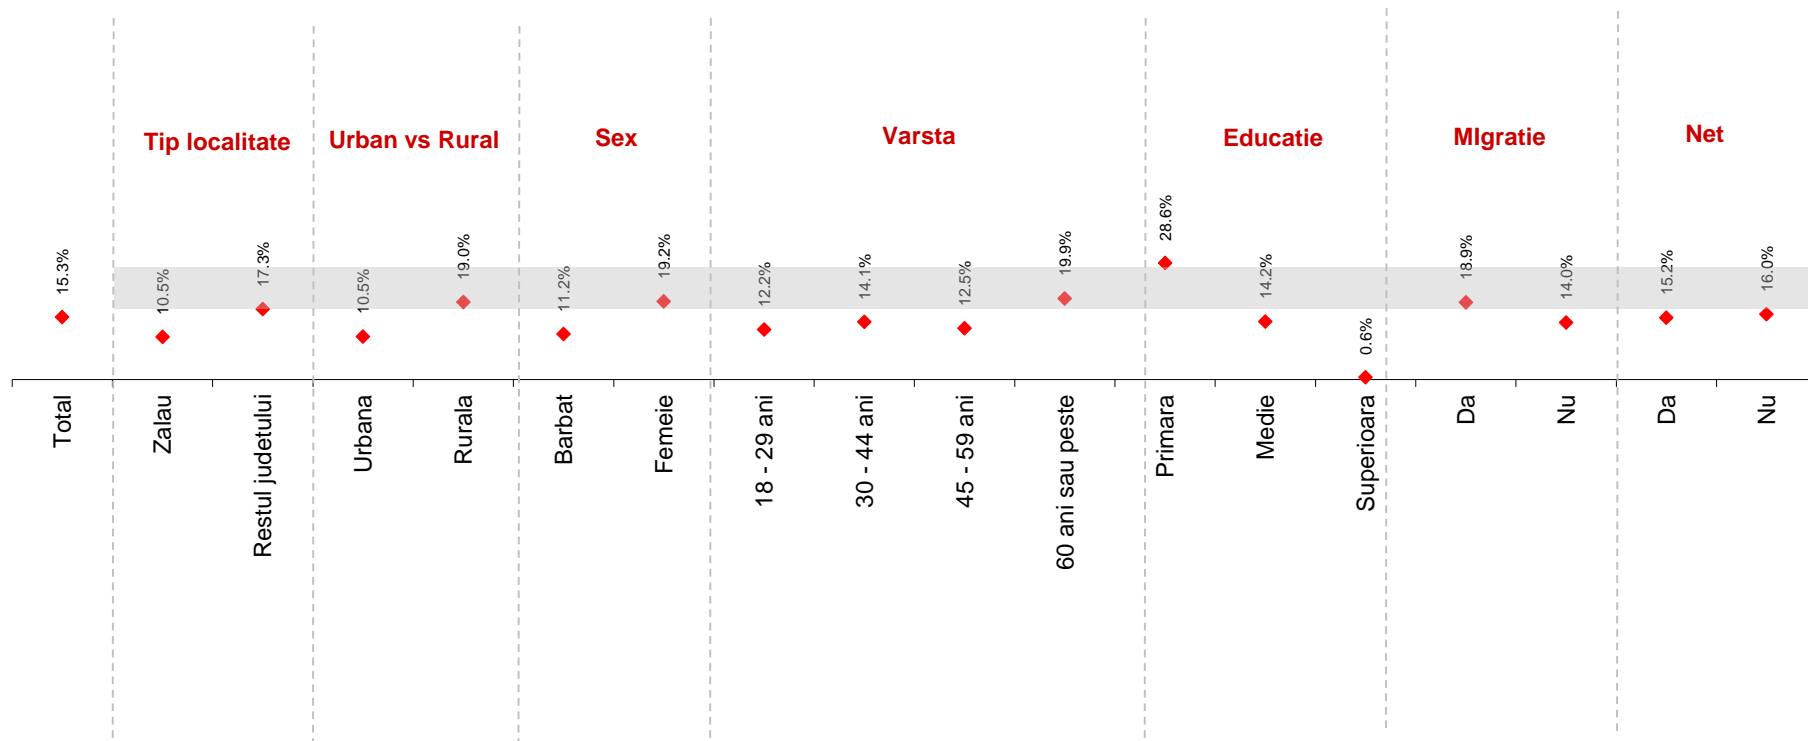 Tip localitate
Urban vs Rural
Sex
Varsta
Educatie
MIgratie
Net
15.3%
10.5%
17.3%
10.5%
19.0%
11.2%
19.2%
12.2%
14.1%
12.5%
19.9%
28.6%
14.2%
0.6%
18.9%
14.0%
15.2%
16.0%
Total
Zalau
Restul judetului
Urbana
Rurala
Barbat
Femeie
18 - 29 ani
30 - 44 ani
45 - 59 ani
60 ani sau peste
Primara
Medie
Superioara
Da
Nu
Da
Nu